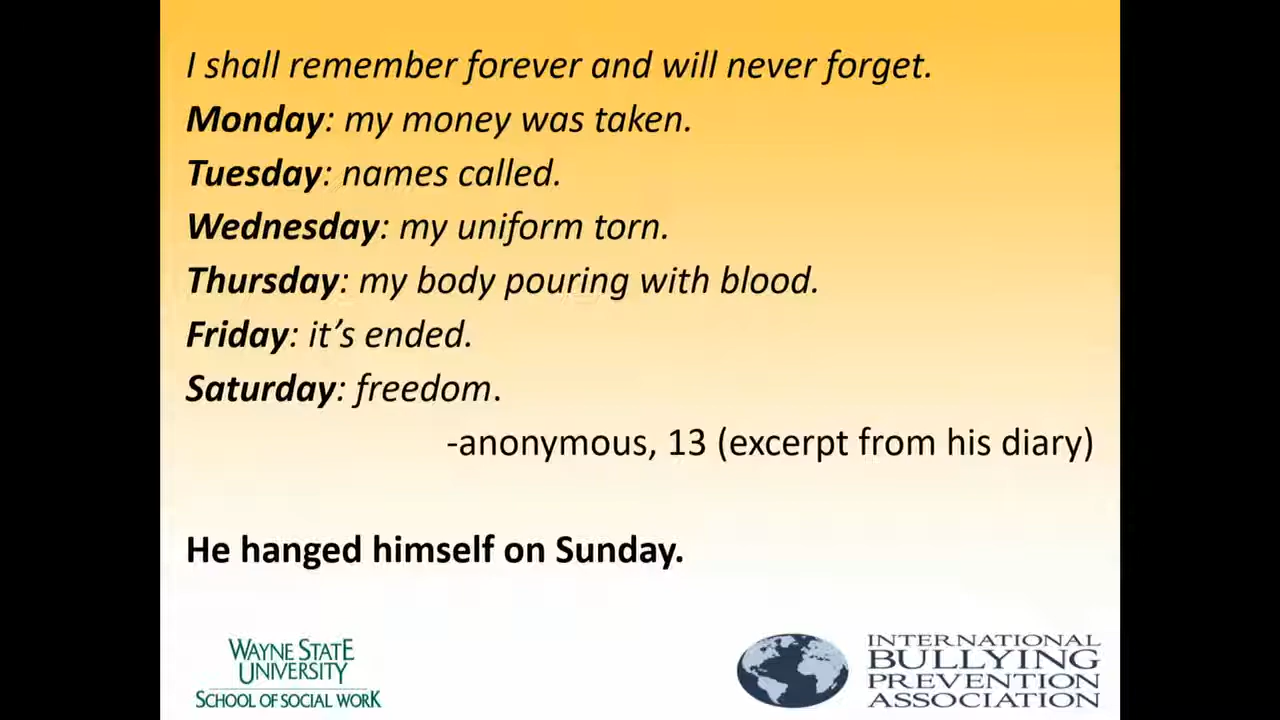 I shall remember forever and will never forget.
Monday: my money was taken.
Tuesday: names called.
Wednesday: my uniform torn.
Thursday: my body pouring with blood.
Friday: it’s ended.
Saturday: freedom.
-anonymous, 13 (excerpt from his diary)
He hanged himself on Sunday.
WAYNE STATE
UNIVERSITY
SCHOOL OF SOCIAL WORK
INTERNATIONAL
BULLYING
PREVENTION
ASSOCIATION